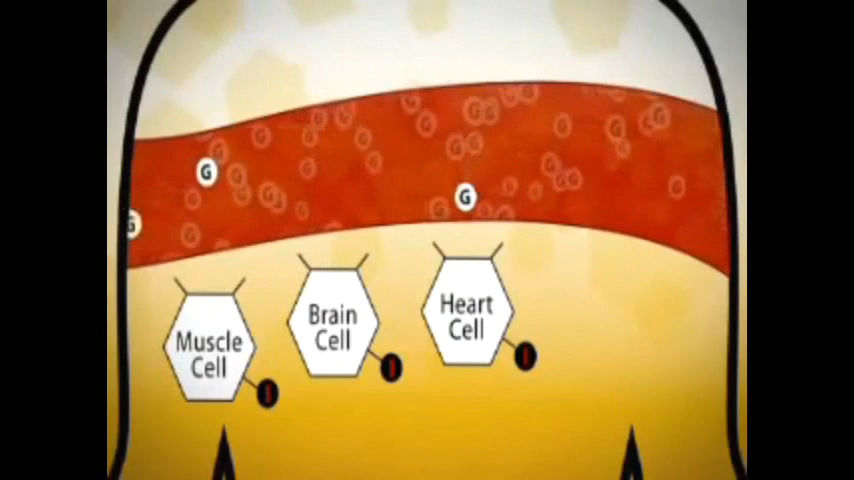 G
G
G
Muscle
Cell
Brain
Cell
Heart
Cell
I
I
I